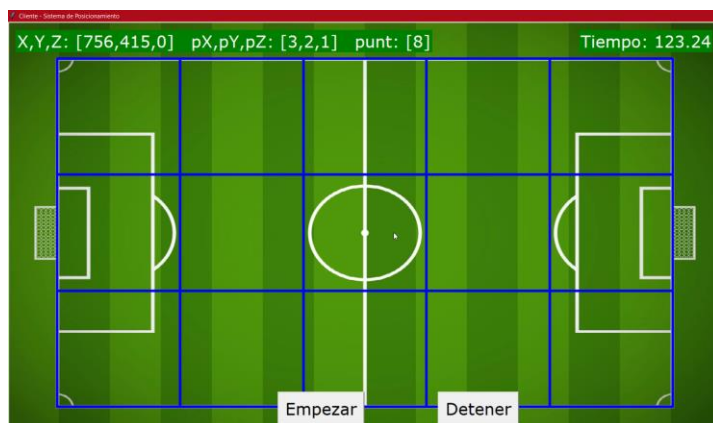 Cliente - Sistema de Posicionamiento
X,Y,Z: [756,415,0] pX,pY,pZ: [3,2,1] punt: [8] Tiempo: 123.24
Empezar Detener